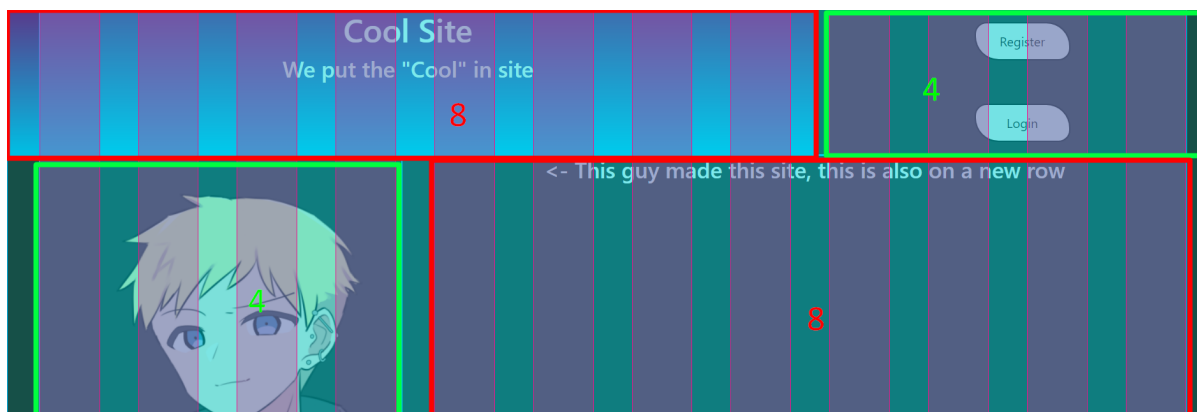 Cool Site
We put the "Cool" in site
8
Register
4
Login
<- This guy made this site, this is also on a new row
4
8